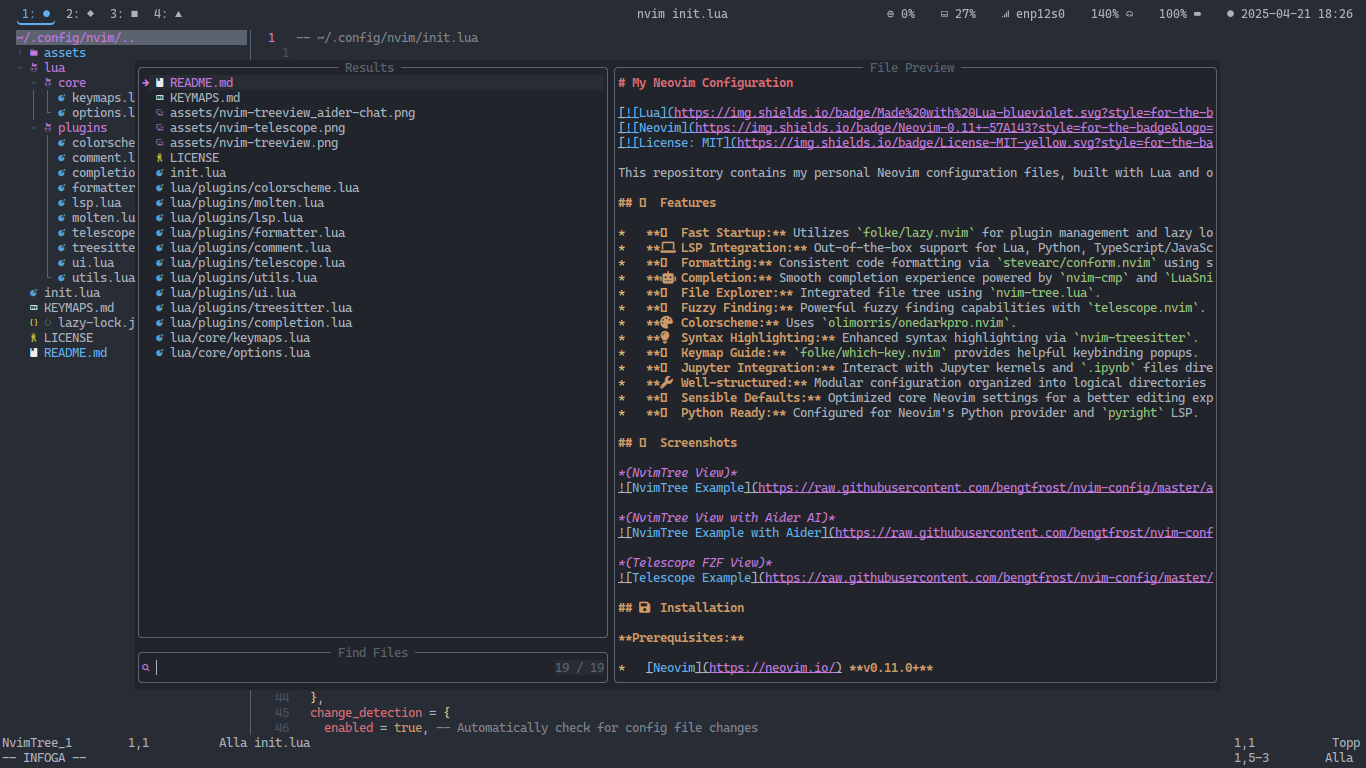 1: 2: 3: 4: nvim init.lua 0% 27% enp12s0 140% 100% 2025-04-21 18:26
~/.config/nvim/..
assets
lua
core
keymaps.l
options.l
plugins
colorsche
comment.l
completio
formatter
lsp.lua
molten.lu
telescope
treesitte
ui.lua
utils.lua
init.lua
KEYMAPS.md
{} lazy-lock.j
LICENSE
README.md
1 -- ~/.config/nvim/init.lua
1
Results
README.md
KEYMAPS.md
assets/nvim-treeview_aider-chat.png
assets/nvim-telescope.png
assets/nvim-treeview.png
LICENSE
init.lua
lua/plugins/colorscheme.lua
lua/plugins/molten.lua
lua/plugins/lsp.lua
lua/plugins/formatter.lua
lua/plugins/comment.lua
lua/plugins/telescope.lua
lua/plugins/utils.lua
lua/plugins/ui.lua
lua/plugins/treesitter.lua
lua/plugins/completion.lua
lua/core/keymaps.lua
lua/core/options.lua
Find Files
19 / 19
File Preview
# My Neovim Configuration
[![Lua](https://img.shields.io/badge/Made%20with%20Lua-blueviolet.svg?style=for-the-b
[![Neovim](https://img.shields.io/badge/Neovim-0.11+-57A143?style=for-the-badge&logo=
[![License: MIT](https://img.shields.io/badge/License-MIT-yellow.svg?style=for-the-ba
This repository contains my personal Neovim configuration files, built with Lua and o
## Features
* ** Fast Startup:** Utilizes `folke/lazy.nvim` for plugin management and lazy lo
* ** LSP Integration:** Out-of-the-box support for Lua, Python, TypeScript/JavaSc
* ** Formatting:** Consistent code formatting via `stevearc/conform.nvim` using s
* ** Completion:** Smooth completion experience powered by `nvim-cmp` and `LuaSni
* ** File Explorer:** Integrated file tree using `nvim-tree.lua`.
* ** Fuzzy Finding:** Powerful fuzzy finding capabilities with `telescope.nvim`.
* ** Colorscheme:** Uses `olimorris/onedarkpro.nvim`.
* ** Syntax Highlighting:** Enhanced syntax highlighting via `nvim-treesitter`.
* ** Keymap Guide:** `folke/which-key.nvim` provides helpful keybinding popups.
* ** Jupyter Integration:** Interact with Jupyter kernels and `.ipynb` files dire
* ** Well-structured:** Modular configuration organized into logical directories
* ** Sensible Defaults:** Optimized core Neovim settings for a better editing exp
* ** Python Ready:** Configured for Neovim's Python provider and `pyright` LSP.
## Screenshots
*(NvimTree View)*
![NvimTree Example](https://raw.githubusercontent.com/bengtfrost/nvim-config/master/a
*(NvimTree View with Aider AI)*
![NvimTree Example with Aider](https://raw.githubusercontent.com/bengtfrost/nvim-conf
*(Telescope FZF View)*
![Telescope Example](https://raw.githubusercontent.com/bengtfrost/nvim-config/master/
## Installation
**Prerequisites:**
* [Neovim](https://neovim.io/) **v0.11.0+**
44 },
45 change_detection = {
46 enabled = true, -- Automatically check for config file changes
NvimTree_1 1,1 Alla init.lua 1,1 Topp
-- INFOGA -- 1,5-3 Alla